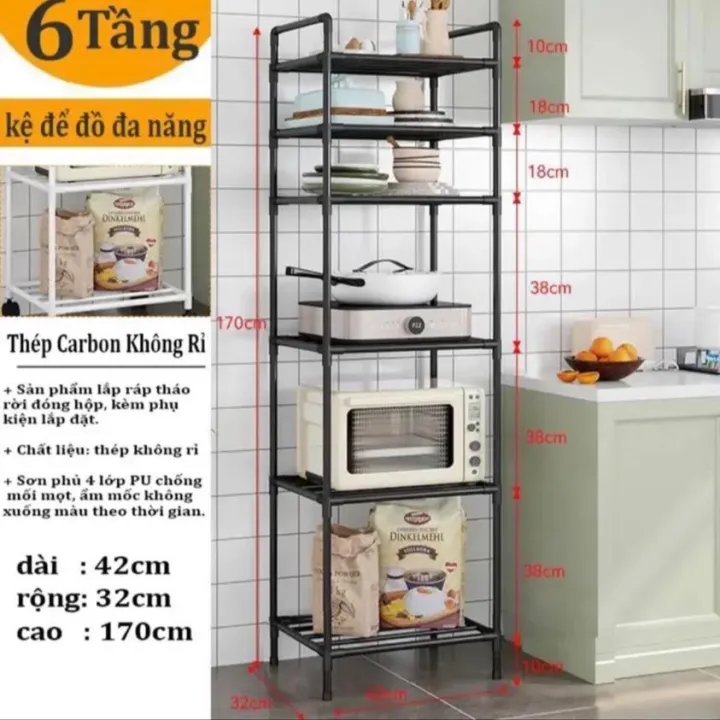 6 Tầng
kệ để đồ đa năng
DINKELMEHL
Thép Carbon Không Rỉ
+ Sản phẩm lắp ráp tháo
rời đóng hộp, kèm phụ
kiện lắp đặt.
+ Chất liệu: thép không rỉ
+ Sơn phủ 4 lớp PU chống
mối mọt, ẩm mốc không
xuống màu theo thời gian.
dài : 42cm
rộng: 32cm
cao : 170cm
10cm
18cm
18cm
38cm
170cm
38cm
DINKELMEHL
VOLLKORN
38cm
10cm
32cm
42cm